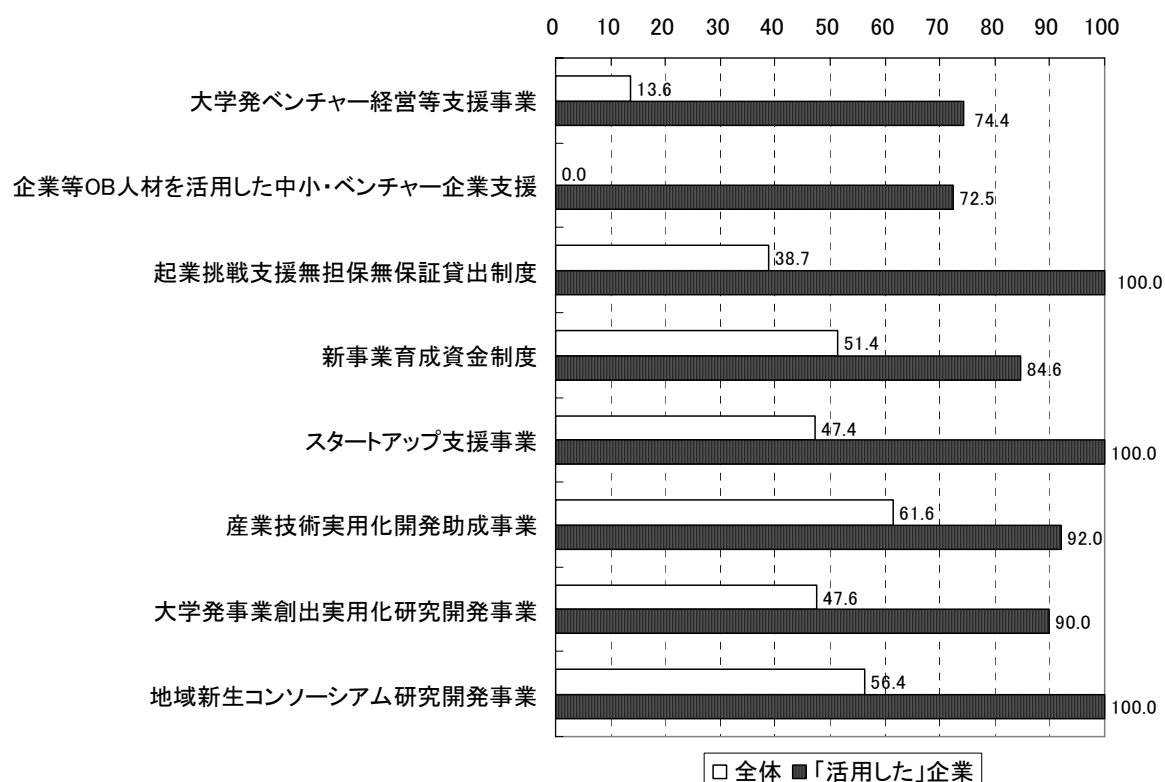 0 10 20 30 40 50 60 70 80 90 100
大学発ベンチャー経営等支援事業
13.6
74.4
企業等OB人材を活用した中小・ベンチャー企業支援
0.0
72.5
起業挑戦支援無担保無保証貸出制度
38.7
100.0
新事業育成資金制度
51.4
84.6
スタートアップ支援事業
47.4
100.0
産業技術実用化開発助成事業
61.6
92.0
大学発事業創出実用化研究開発事業
47.6
90.0
地域新生コンソーシアム研究開発事業
56.4
100.0
全体 「活用した」企業